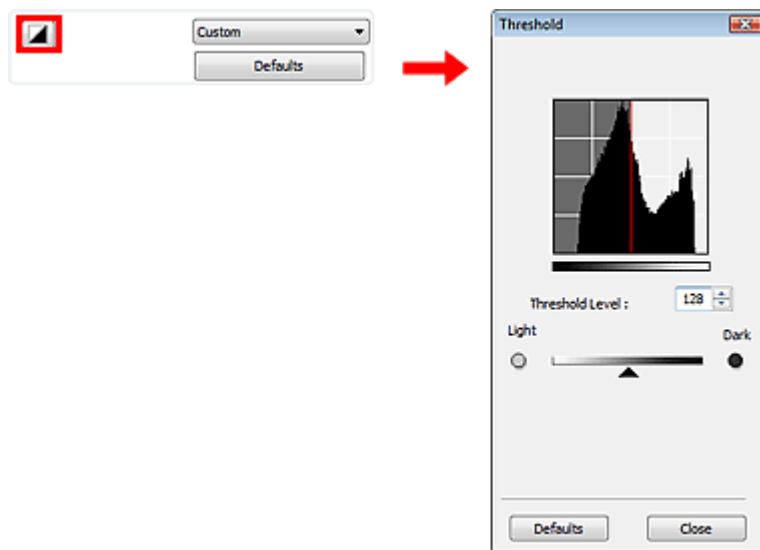 Custom
Defaults
Threshold
Threshold Level :
128
Light
Dark
Defaults
Close